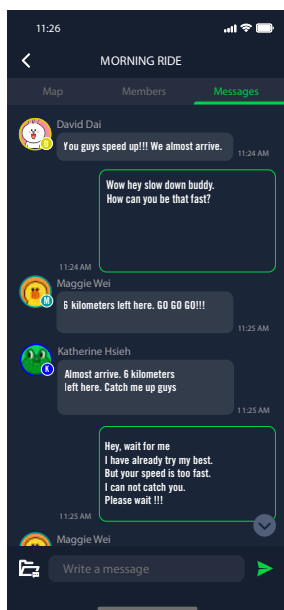 11:26
MORNING RIDE
Map
Members
Messages
David Dai
D
You guys speed up!!! We almost arrive.
11:24 AM
Wow hey slow down buddy.
How can you be that fast?
11:24 AM
Maggie Wei
M
6 kilometers left here. GO GO GO!!!
11:25 AM
Katherine Hsieh
K
Almost arrive. 6 kilometers
left here. Catch me up guys
11:25 AM
Hey, wait for me
I have already try my best.
But your speed is too fast.
I can not catch you.
Please wait !!!
11:25 AM
Maggie Wei
Write a message